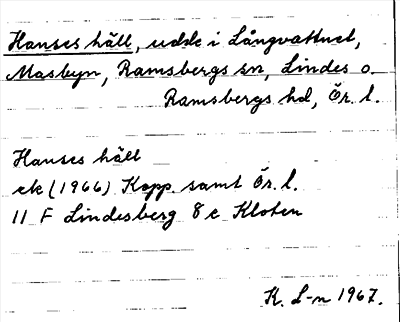 Hanses häll, udde i Långvattnet,
Masbyn, Ramsbergs sn, Lindes o.
Ramsbergs hd, Ör. l.
Hanses häll
ek (1966) Kopp. samt Ör. l.
11 F Lindesberg 8 c Kloten
K. L-n 1967.